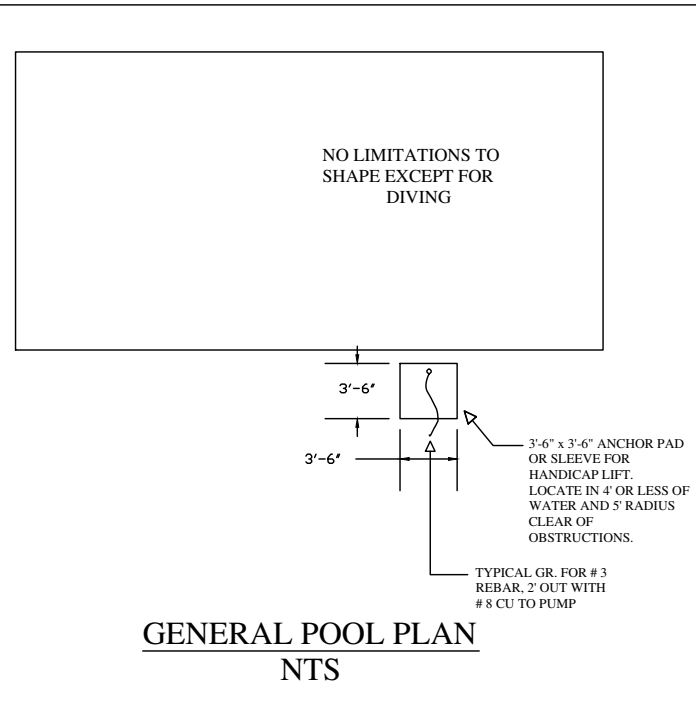 NO LIMITATIONS TO
SHAPE EXCEPT FOR
DIVING
3'-6"
3'-6"
3'-6" x 3'-6" ANCHOR PAD
OR SLEEVE FOR
HANDICAP LIFT.
LOCATE IN 4' OR LESS OF
WATER AND 5' RADIUS
CLEAR OF
OBSTRUCTIONS.
TYPICAL GR. FOR # 3
REBAR, 2' OUT WITH
# 8 CU TO PUMP
GENERAL POOL PLAN
NTS